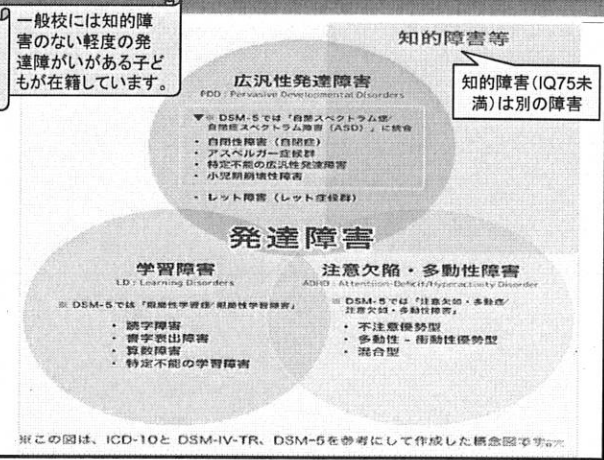 一般校には知的障
害のない軽度の発
達障がいがある子ど
もが在籍しています。
知的障害等
知的障害(IQ75未
満)は別の障害
広汎性発達障害
PDD : Pervasive Developmental Disorders
▼※ DSM-5では「自閉スペクトラム症/
自閉症スペクトラム障害（ASD）」に統合
・ 自閉性障害（自閉症）
・ アスペルガー症候群
・ 特定不能の広汎性発達障害
・ 小児期崩壊性障害
・ レット障害（レット症候群）
発達障害
学習障害
LD : Learning Disorders
※ DSM-5では「限局性学習症/限局性学習障害」
・ 読字障害
・ 書字表出障害
・ 算数障害
・ 特定不能の学習障害
注意欠陥・多動性障害
ADHD : Attention-Deficit/Hyperactivity Disorder
※ DSM-5では「注意欠如・多動症/
注意欠如・多動性障害」
・ 不注意優勢型
・ 多動性 - 衝動性優勢型
・ 混合型
※この図は、ICD-10と DSM-IV-TR、DSM-5を参考にして作成した概念図です。